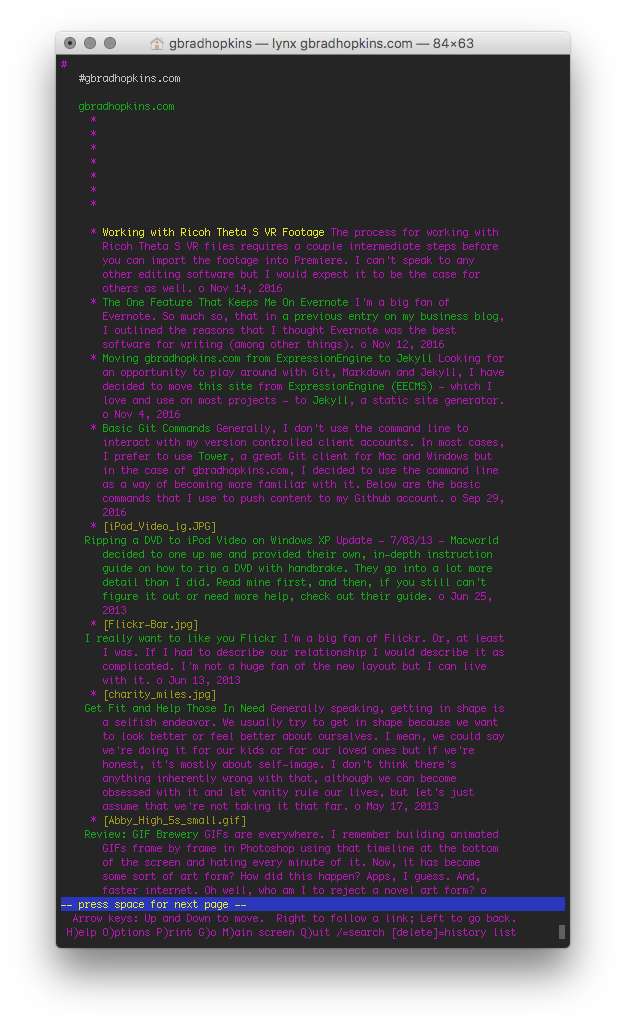 gbradhopkins — lynx gbradhopkins.com — 84×63
#
#gbradhopkins.com
gbradhopkins.com
*
*
*
*
*
*
*
* Working with Ricoh Theta S VR Footage The process for working with
Ricoh Theta S VR files requires a couple intermediate steps before
you can import the footage into Premiere. I can't speak to any
other editing software but I would expect it to be the case for
others as well. o Nov 14, 2016
* The One Feature That Keeps Me On Evernote I'm a big fan of
Evernote. So much so, that in a previous entry on my business blog,
I outlined the reasons that I thought Evernote was the best
software for writing (among other things). o Nov 12, 2016
* Moving gbradhopkins.com from ExpressionEngine to Jekyll Looking for
an opportunity to play around with Git, Markdown and Jekyll, I have
decided to move this site from ExpressionEngine (EECMS) – which I
love and use on most projects – to Jekyll, a static site generator.
o Nov 4, 2016
* Basic Git Commands Generally, I don't use the command line to
interact with my version controlled client accounts. In most cases,
I prefer to use Tower, a great Git client for Mac and Windows but
in the case of gbradhopkins.com, I decided to use the command line
as a way of becoming more familiar with it. Below are the basic
commands that I use to push content to my Github account. o Sep 29,
2016
* [iPod_Video_lg.JPG]
Ripping a DVD to iPod Video on Windows XP Update – 7/03/13 – Macworld
decided to one up me and provided their own, in-depth instruction
guide on how to rip a DVD with handbrake. They go into a lot more
detail than I did. Read mine first, and then, if you still can't
figure it out or need more help, check out their guide. o Jun 25,
2013
* [Flickr-Bar.jpg]
I really want to like you Flickr I'm a big fan of Flickr. Or, at least
I was. If I had to describe our relationship I would describe it as
complicated. I'm not a huge fan of the new layout but I can live
with it. o Jun 13, 2013
* [charity_miles.jpg]
Get Fit and Help Those In Need Generally speaking, getting in shape is
a selfish endeavor. We usually try to get in shape because we want
to look better or feel better about ourselves. I mean, we could say
we're doing it for our kids or for our loved ones but if we're
honest, it's mostly about self-image. I don't think there's
anything inherently wrong with that, although we can become
obsessed with it and let vanity rule our lives, but let's just
assume that we're not taking it that far. o May 17, 2013
* [Abby_High_5s_small.gif]
Review: GIF Brewery GIFs are everywhere. I remember building animated
GIFs frame by frame in Photoshop using that timeline at the bottom
of the screen and hating every minute of it. Now, it has become
some sort of art form? How did this happen? Apps, I guess. And,
faster internet. Oh well, who am I to reject a novel art form? o
-- press space for next page --
Arrow keys: Up and Down to move. Right to follow a link; Left to go back.
H)elp O)ptions P)rint G)o M)ain screen Q)uit /=search [delete]=history list